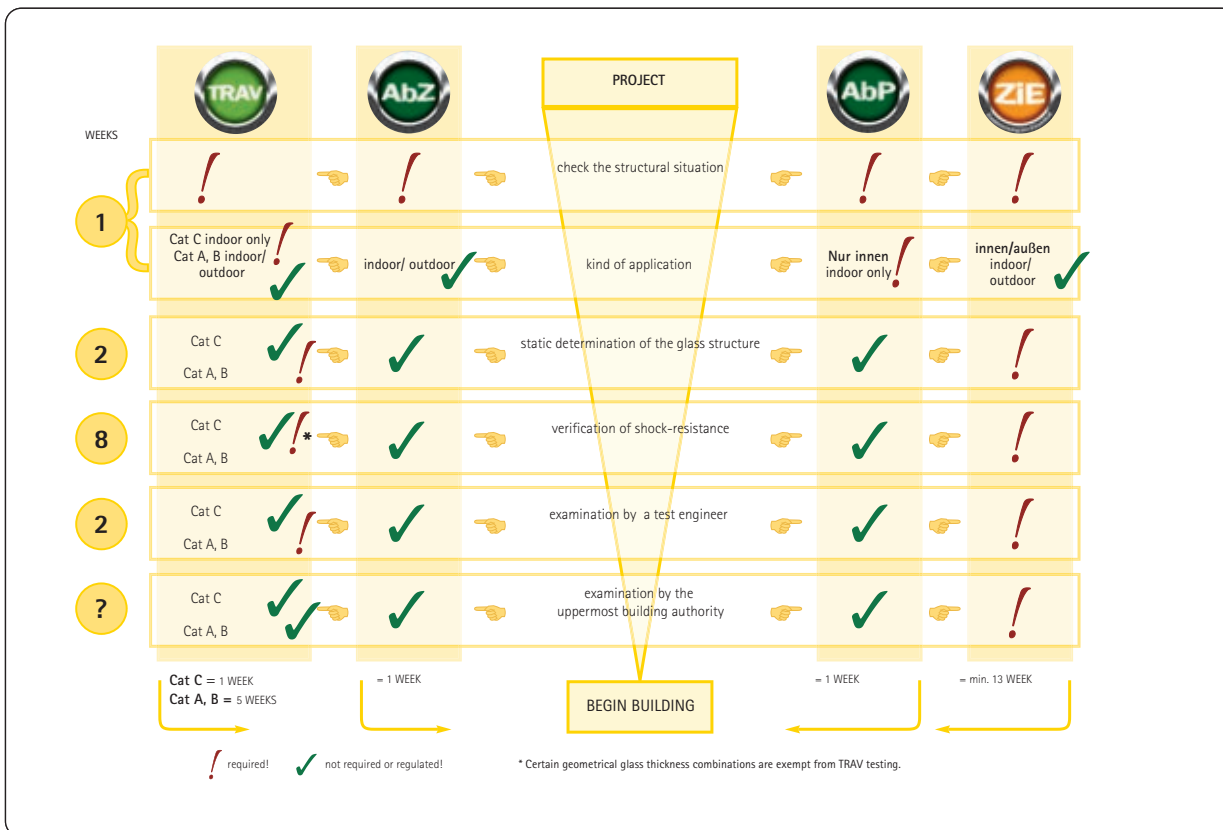 TRAV
AbZ
PROJECT
AbP
ZiE
WEEKS
1
check the structural situation
Cat C indoor only
Cat A, B indoor/
outdoor
indoor/ outdoor
kind of application
Nur innen
indoor only
innen/außen
indoor/
outdoor
2
Cat C
Cat A, B
static determination of the glass structure
8
Cat C
Cat A, B
*
verification of shock-resistance
2
Cat C
Cat A, B
examination by a test engineer
?
Cat C
Cat A, B
examination by the
uppermost building authority
Cat C = 1 WEEK
Cat A, B = 5 WEEKS
= 1 WEEK
BEGIN BUILDING
= 1 WEEK
= min. 13 WEEK
required!
not required or regulated!
* Certain geometrical glass thickness combinations are exempt from TRAV testing.